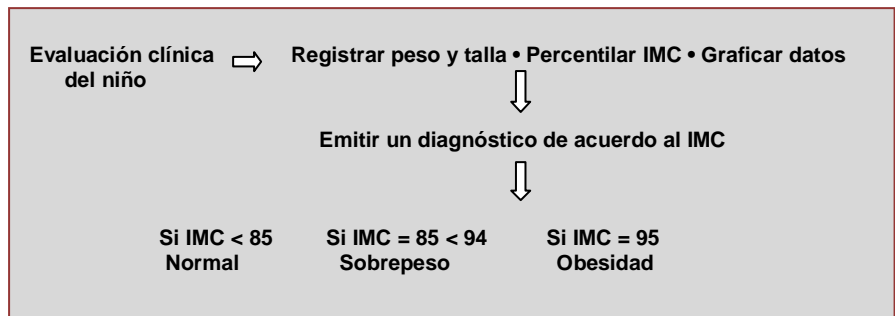 Evaluación clínica
del niño
Registrar peso y talla • Percentilar IMC • Graficar datos
Emitir un diagnóstico de acuerdo al IMC
Si IMC < 85
Normal
Si IMC = 85 < 94
Sobrepeso
Si IMC = 95
Obesidad